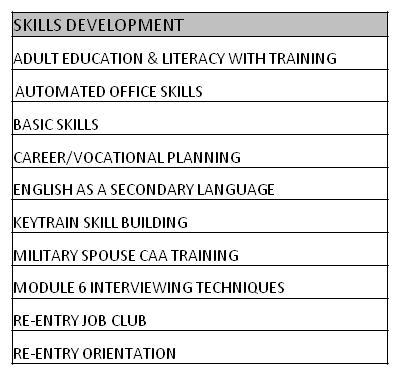 SKILLS DEVELOPMENT
ADULT EDUCATION & LITERACY WITH TRAINING
AUTOMATED OFFICE SKILLS
BASIC SKILLS
CAREER/VOCATIONAL PLANNING
ENGLISH AS A SECONDARY LANGUAGE
KEYTRAIN SKILL BUILDING
MILITARY SPOUSE CAA TRAINING
MODULE 6 INTERVIEWING TECHNIQUES
RE-ENTRY JOB CLUB
RE-ENTRY ORIENTATION